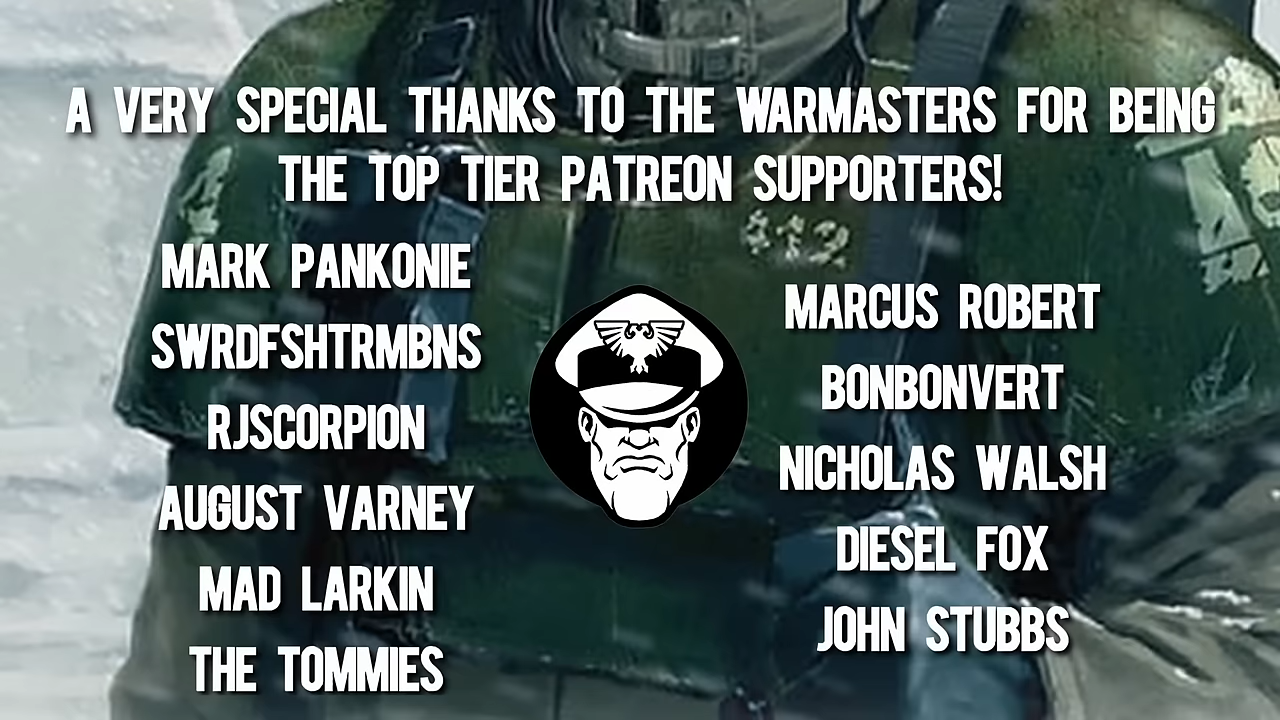 A VERY SPECIAL THANKS TO THE WARMASTERS FOR BEING
THE TOP TIER PATREON SUPPORTERS!
MARK PANKONIE
SWRDFSHTRMBNS
RJSCORPION
AUGUST VARNEY
MAD LARKIN
THE TOMMIES
MARCUS ROBERT
BONBONVERT
NICHOLAS WALSH
DIESEL FOX
JOHN STUBBS